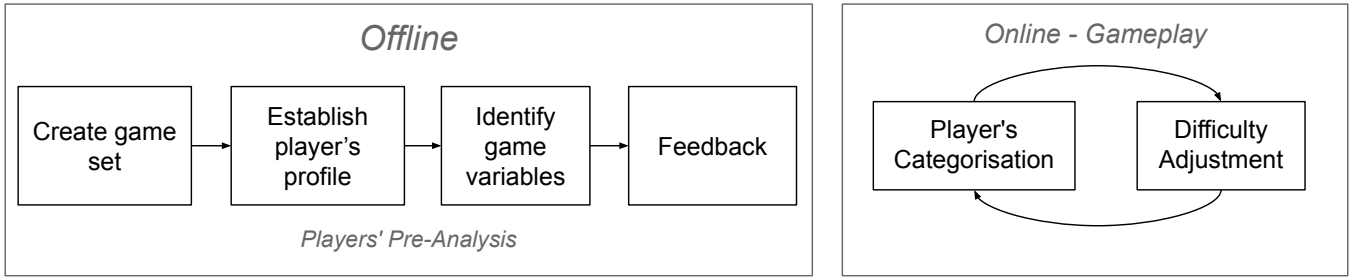 Offline
Create game
set
Establish
player’s
profile
Identify
game
variables
Feedback
Players' Pre-Analysis
Online - Gameplay
Player's
Categorisation
Difficulty
Adjustment